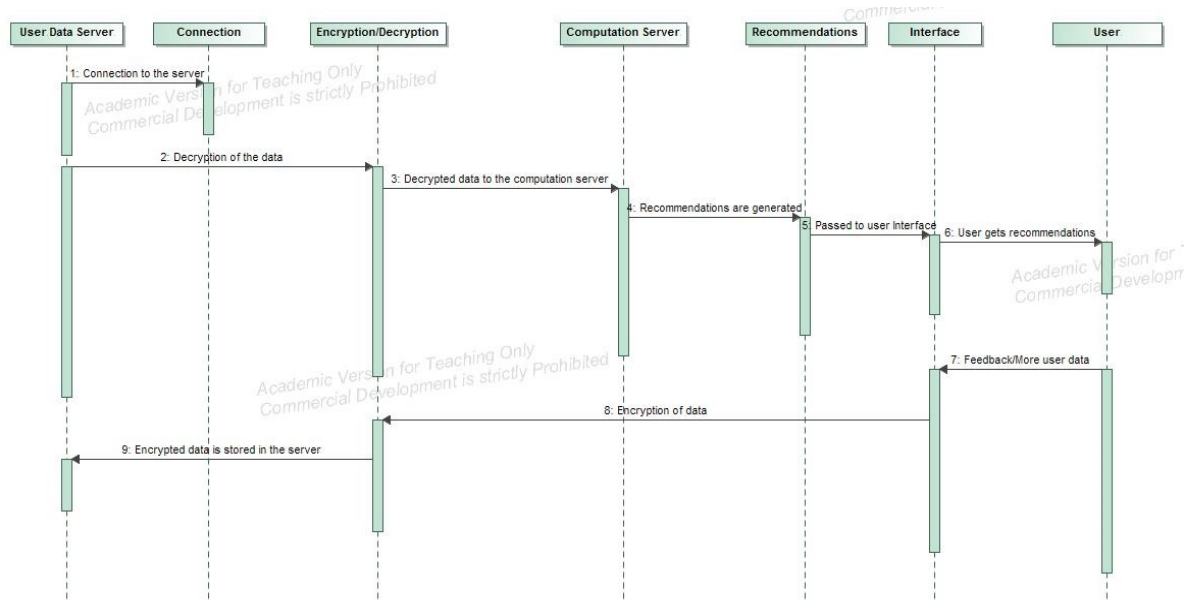 Commercial De
User Data Server
Connection
Encryption/Decryption
Computation Server
Recommendations
Interface
User
1: Connection to the server
Academic Version for Teaching Only
Commercial Development is strictly Prohibited
2: Decryption of the data
3: Decrypted data to the computation server
4: Recommendations are generated
5: Passed to user Interface
6: User gets recommendations
Academic Version for T
Commercial Developm
Academic Version for Teaching Only
Commercial Development is strictly Prohibited
7: Feedback/More user data
8: Encryption of data
9: Encrypted data is stored in the server